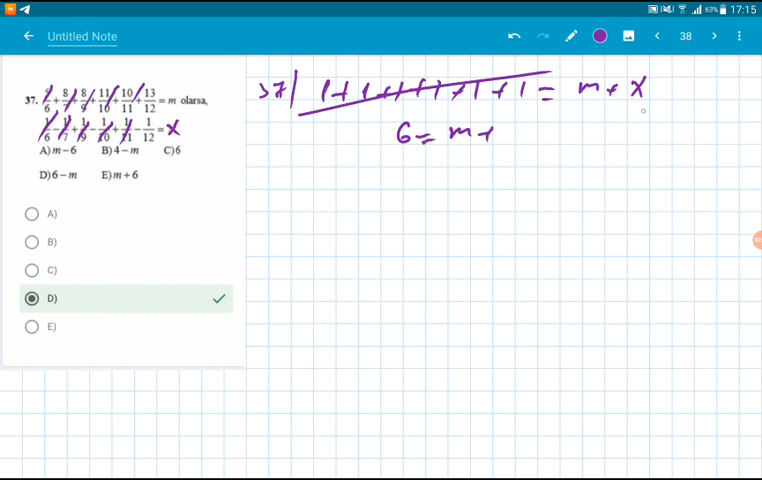 63% 17:15
Untitled Note
38
37. 5/6 + 8/7 + 8/9 + 11/10 + 10/11 + 13/12 = m olarsa,
1/6 - 1/7 + 1/9 - 1/10 + 1/11 - 1/12 = x
A) m − 6 B) 4 − m C) 6
D) 6 − m E) m + 6
A)
B)
C)
D)
E)
37 | 1+1+1+1+1+1 = m + x
6 = m +